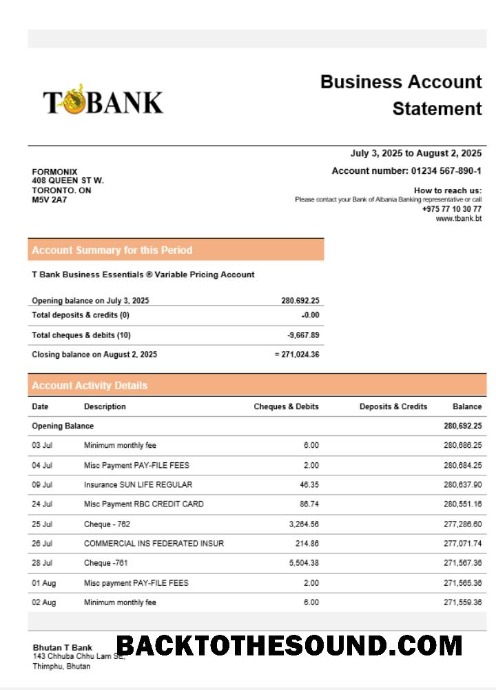 T BANK
Business Account
Statement
July 3, 2025 to August 2, 2025
Account number: 01234 567-890-1
FORMONIX
408 QUEEN ST W.
TORONTO. ON
M5V 2A7
How to reach us:
Please contact your Bank of Albania Banking representative or call
+975 77 10 30 77
www.tbank.bt
Account Summary for this Period
T Bank Business Essentials ® Variable Pricing Account
Opening balance on July 3, 2025 280.692.25
Total deposits & credits (0) -0.00
Total cheques & debits (10) -9,667.89
Closing balance on August 2, 2025 = 271,024.36
Account Activity Details
Date Description Cheques & Debits Deposits & Credits Balance
Opening Balance 280,692.25
03 Jul Minimum monthly fee 6.00 280,686.25
04 Jul Misc Payment PAY-FILE FEES 2.00 280,684.25
09 Jul Insurance SUN LIFE REGULAR 46.35 280,637.90
24 Jul Misc Payment RBC CREDIT CARD 86.74 280,551.16
25 Jul Cheque - 762 3,264.56 277,286.60
26 Jul COMMERCIAL INS FEDERATED INSUR 214.86 277,071.74
28 Jul Cheque -761 5,504.38 271,567.36
01 Aug Misc payment PAY-FILE FEES 2.00 271,565.36
02 Aug Minimum monthly fee 6.00 271,559.36
Bhutan T Bank
143 Chhuba Chhu Lam SE,
Thimphu, Bhutan
BACKTOTHESOUND.COM